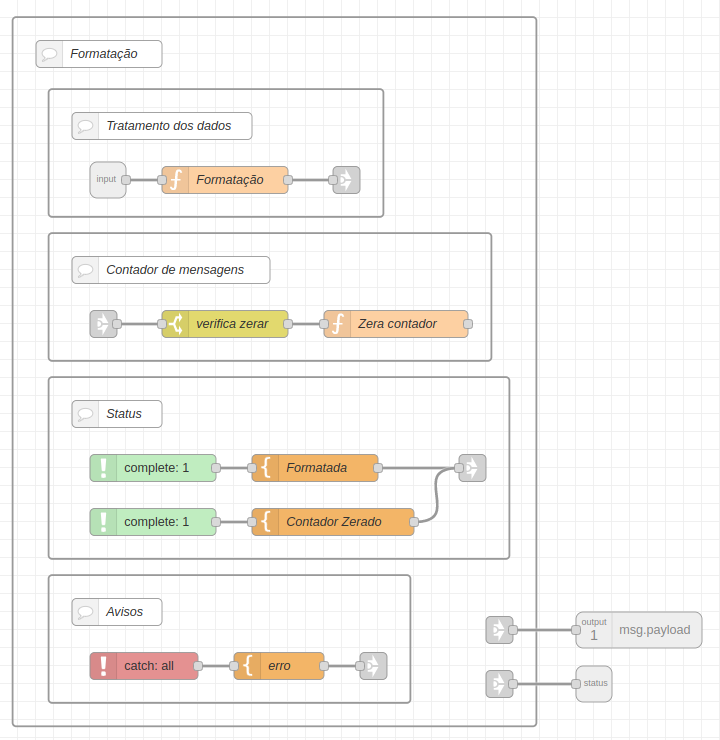 Formatação
Tratamento dos dados
input
Formatação
Contador de mensagens
verifica zerar
Zera contador
Status
complete: 1
Formatada
complete: 1
Contador Zerado
Avisos
catch: all
erro
output
1
msg.payload
status